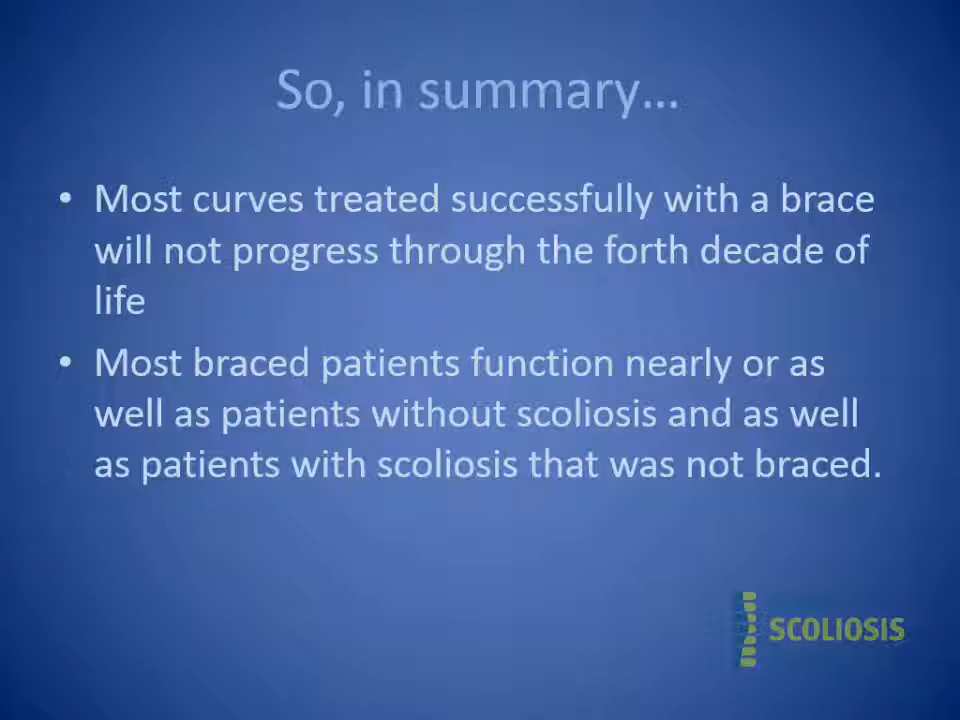 So, in summary…
• Most curves treated successfully with a brace
will not progress through the forth decade of
life
• Most braced patients function nearly or as
well as patients without scoliosis and as well
as patients with scoliosis that was not braced.
SCOLIOSIS